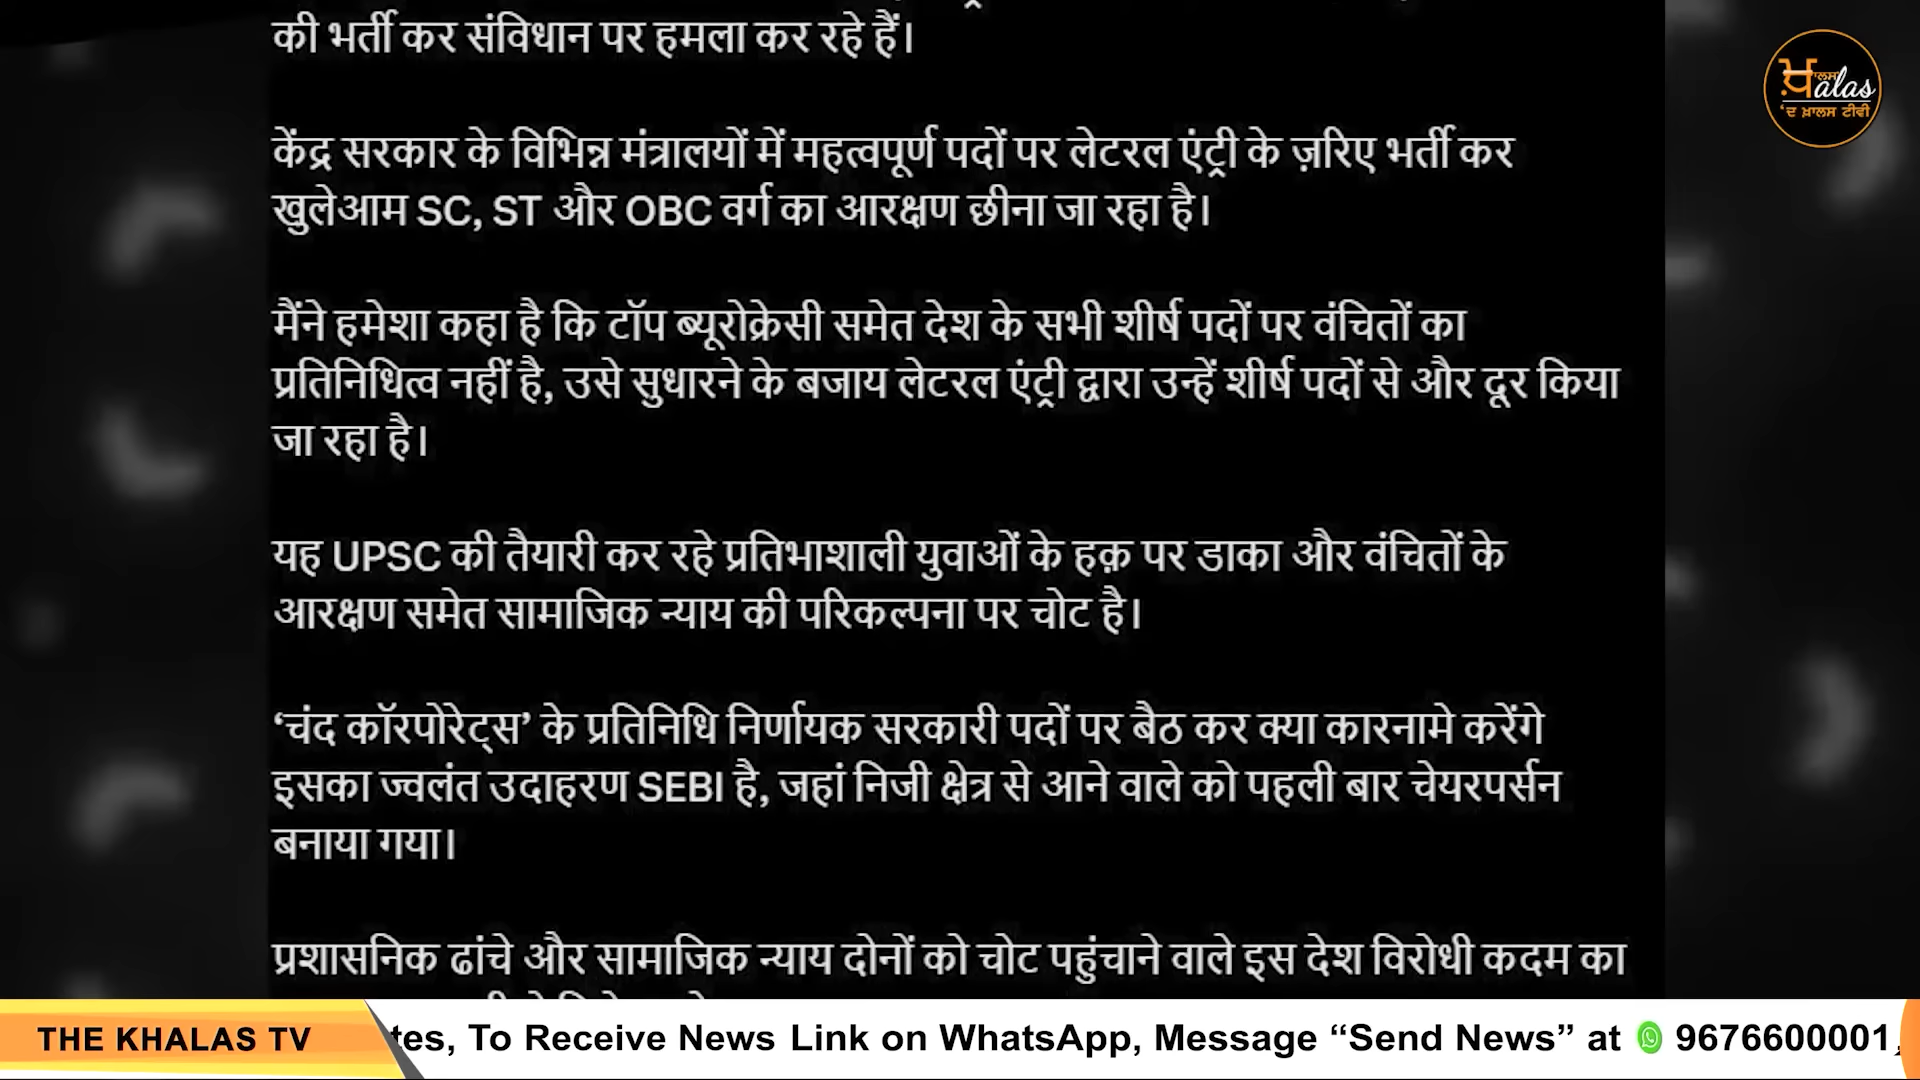 की भर्ती कर संविधान पर हमला कर रहे हैं।
केंद्र सरकार के विभिन्न मंत्रालयों में महत्वपूर्ण पदों पर लेटरल एंट्री के ज़रिए भर्ती कर
खुलेआम SC, ST और OBC वर्ग का आरक्षण छीना जा रहा है।
मैंने हमेशा कहा है कि टॉप ब्यूरोक्रेसी समेत देश के सभी शीर्ष पदों पर वंचितों का
प्रतिनिधित्व नहीं है, उसे सुधारने के बजाय लेटरल एंट्री द्वारा उन्हें शीर्ष पदों से और दूर किया
जा रहा है।
यह UPSC की तैयारी कर रहे प्रतिभाशाली युवाओं के हक़ पर डाका और वंचितों के
आरक्षण समेत सामाजिक न्याय की परिकल्पना पर चोट है।
‘चंद कॉरपोरेट्स’ के प्रतिनिधि निर्णायक सरकारी पदों पर बैठ कर क्या कारनामे करेंगे
इसका ज्वलंत उदाहरण SEBI है, जहां निजी क्षेत्र से आने वाले को पहली बार चेयरपर्सन
बनाया गया।
प्रशासनिक ढांचे और सामाजिक न्याय दोनों को चोट पहुंचाने वाले इस देश विरोधी कदम का
ਖ਼ਾਲਸ alas
‘ਦ ਖ਼ਾਲਸ ਟੀਵੀ
THE KHALAS TV
tes, To Receive News Link on WhatsApp, Message “Send News” at 9676600001,